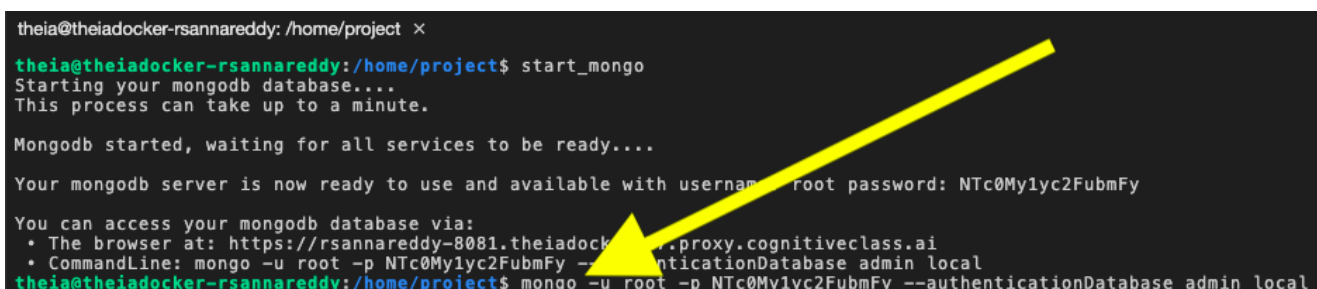 theia@theiadocker-rsannareddy: /home/project ×
theia@theiadocker-rsannareddy:/home/project$ start_mongo
Starting your mongodb database....
This process can take up to a minute.
Mongodb started, waiting for all services to be ready....
Your mongodb server is now ready to use and available with username root password: NTc0My1yc2FubmFy
You can access your mongodb database via:
• The browser at: https://rsannareddy-8081.theiadock .proxy.cognitiveclass.ai
• CommandLine: mongo -u root -p NTc0My1yc2FubmFy -- enticationDatabase admin local
theia@theiadocker-rsannareddy:/home/project$ mongo -u root -p NTc0My1yc2FubmFy --authenticationDatabase admin local